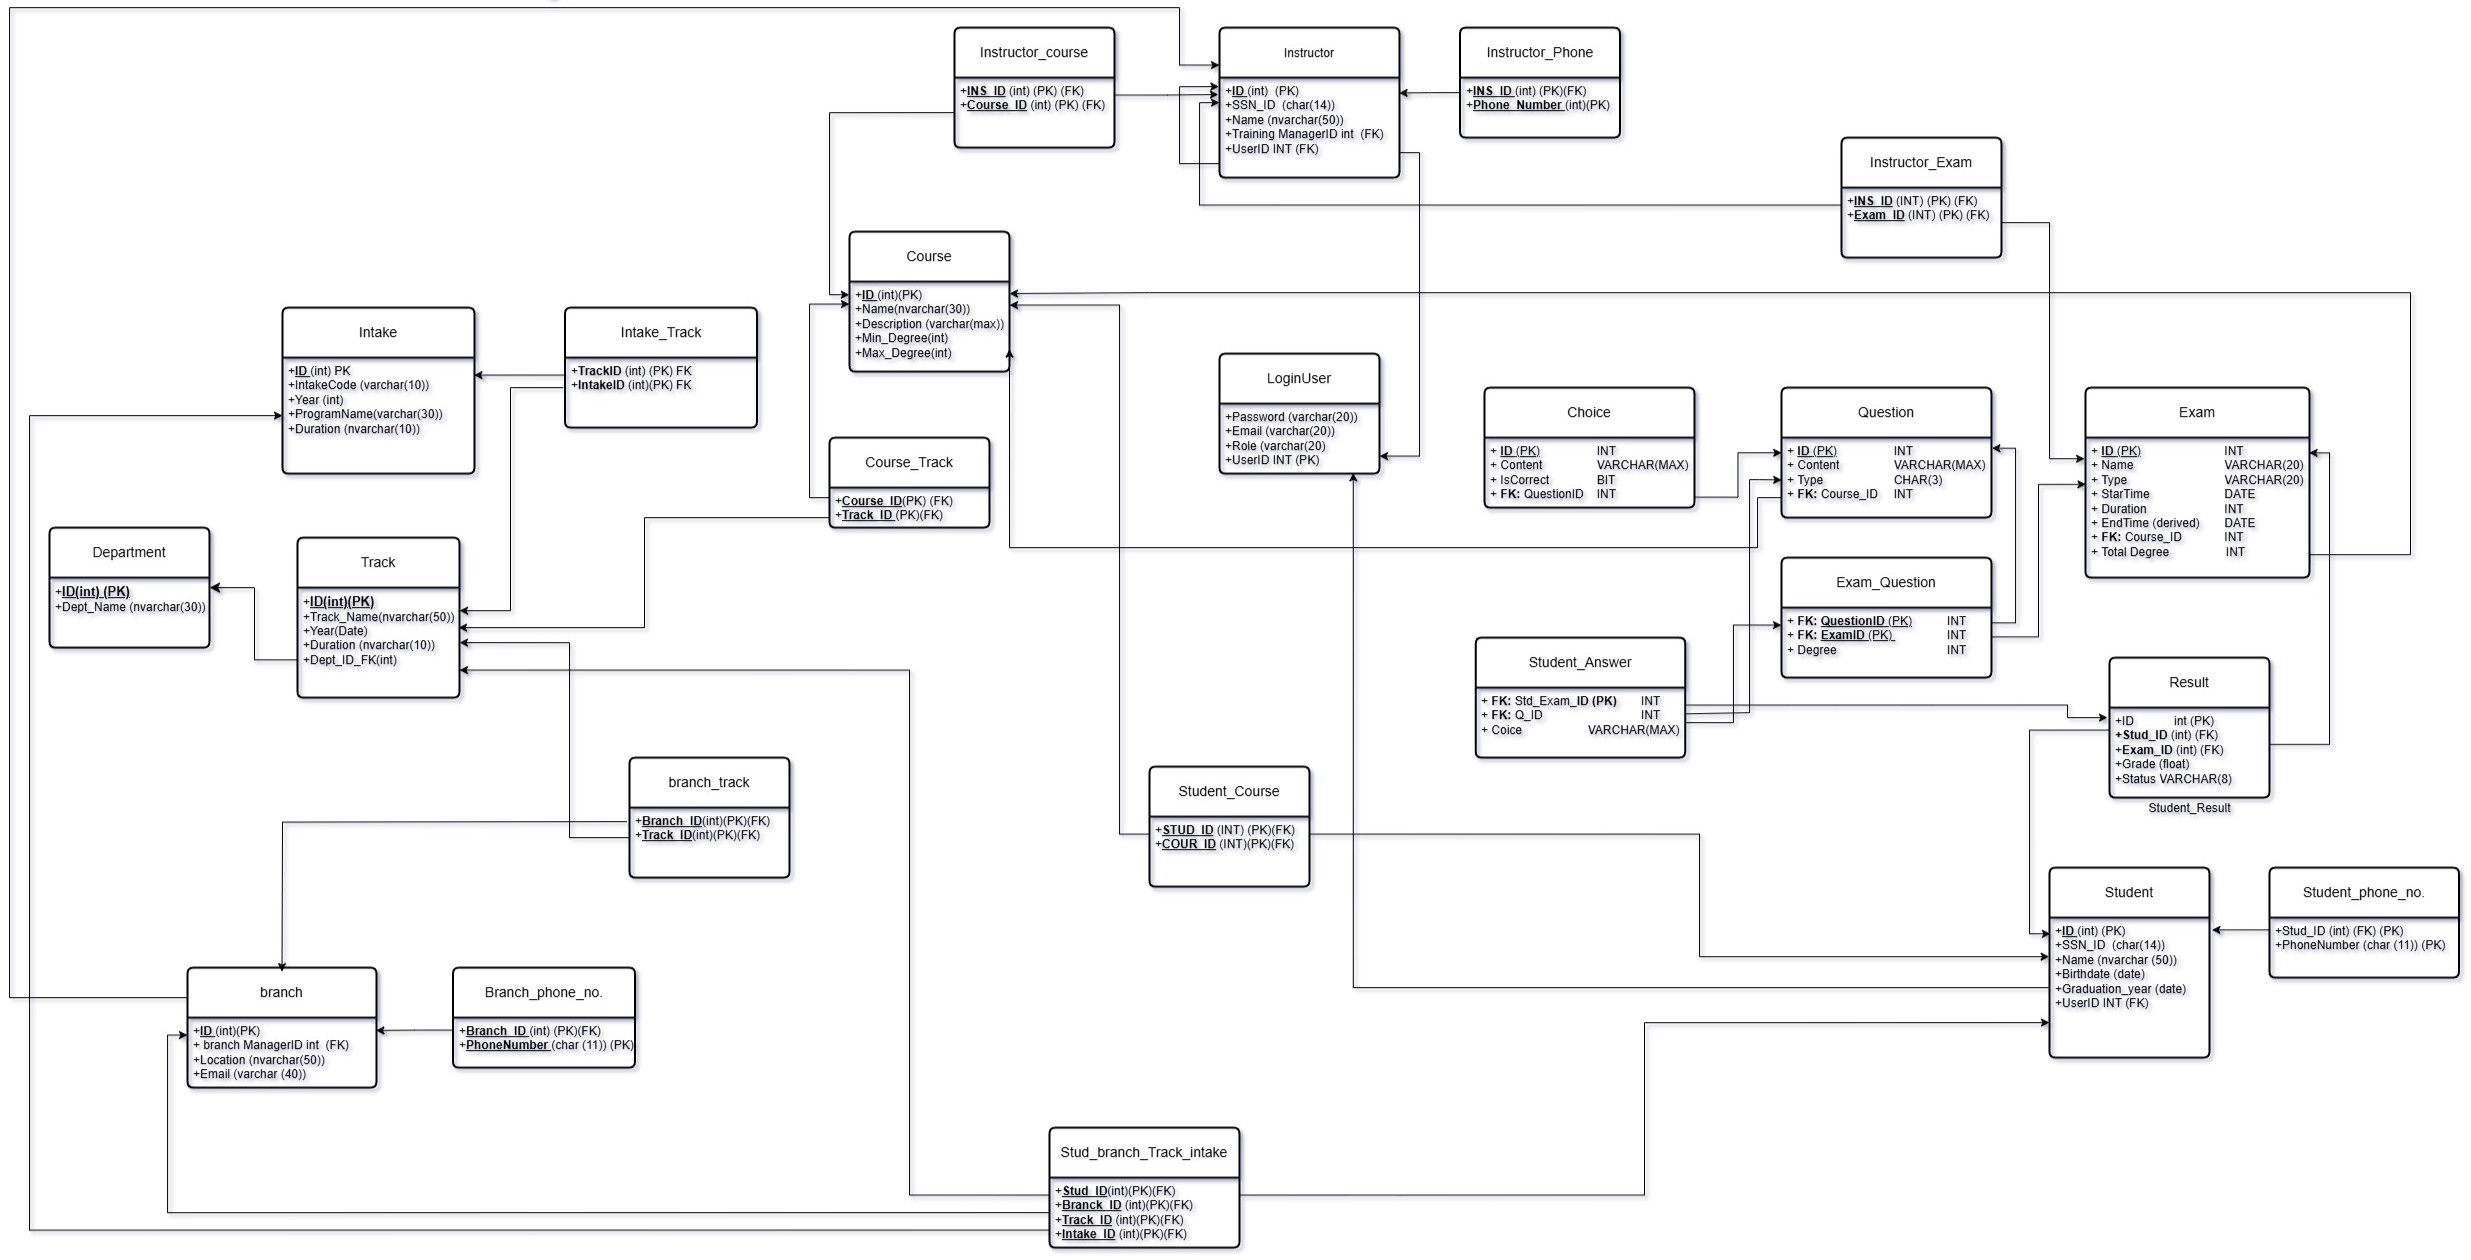 Instructor_course
+INS_ID (int) (PK) (FK)
+Course_ID (int) (PK) (FK)
Instructor
+ID (int) (PK)
+SSN_ID (char(14))
+Name (nvarchar(50))
+Training ManagerID int (FK)
+UserID INT (FK)
Instructor_Phone
+INS_ID (int) (PK)(FK)
+Phone_Number (int)(PK)
Instructor_Exam
+INS_ID (INT) (PK) (FK)
+Exam_ID (INT) (PK) (FK)
Course
+ID (int)(PK)
+Name(nvarchar(30))
+Description (varchar(max))
+Min_Degree(int)
+Max_Degree(int)
Intake
+ID (int) PK
+IntakeCode (varchar(10))
+Year (int)
+ProgramName(varchar(30))
+Duration (nvarchar(10))
Intake_Track
+TrackID (int) (PK) FK
+IntakeID (int)(PK) FK
LoginUser
+Password (varchar(20))
+Email (varchar(20))
+Role (varchar(20)
+UserID INT (PK)
Choice
+ ID (PK) INT
+ Content VARCHAR(MAX)
+ IsCorrect BIT
+ FK: QuestionID INT
Question
+ ID (PK) INT
+ Content VARCHAR(MAX)
+ Type CHAR(3)
+ FK: Course_ID INT
Exam
+ ID (PK) INT
+ Name VARCHAR(20)
+ Type VARCHAR(20)
+ StarTime DATE
+ Duration INT
+ EndTime (derived) DATE
+ FK: Course_ID INT
+ Total Degree INT
Course_Track
+Course_ID(PK) (FK)
+Track_ID (PK)(FK)
Department
+ID(int) (PK)
+Dept_Name (nvarchar(30))
Track
+ID(int)(PK)
+Track_Name(nvarchar(50))
+Year(Date)
+Duration (nvarchar(10))
+Dept_ID_FK(int)
Exam_Question
+ FK: QuestionID (PK) INT
+ FK: ExamID (PK) INT
+ Degree INT
Student_Answer
+ FK: Std_Exam_ID (PK) INT
+ FK: Q_ID INT
+ Coice VARCHAR(MAX)
Result
+ID int (PK)
+Stud_ID (int) (FK)
+Exam_ID (int) (FK)
+Grade (float)
+Status VARCHAR(8)
Student_Result
branch_track
+Branch_ID(int)(PK)(FK)
+Track_ID(int)(PK)(FK)
Student_Course
+STUD_ID (INT) (PK)(FK)
+COUR_ID (INT)(PK)(FK)
Student
+ID (int) (PK)
+SSN_ID (char(14))
+Name (nvarchar (50))
+Birthdate (date)
+Graduation_year (date)
+UserID INT (FK)
Student_phone_no.
+Stud_ID (int) (FK) (PK)
+PhoneNumber (char (11)) (PK)
branch
+ID (int)(PK)
+ branch ManagerID int (FK)
+Location (nvarchar(50))
+Email (varchar (40))
Branch_phone_no.
+Branch_ID (int) (PK)(FK)
+PhoneNumber (char (11)) (PK)
Stud_branch_Track_intake
+Stud_ID(int)(PK)(FK)
+Branck_ID (int)(PK)(FK)
+Track_ID (int)(PK)(FK)
+Intake_ID (int)(PK)(FK)